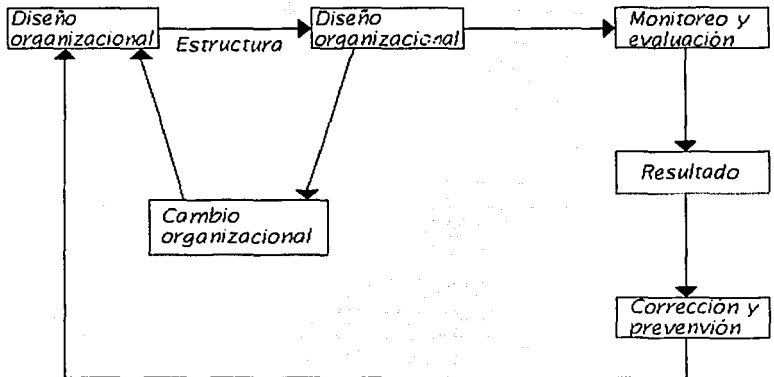 Diseño
organizacional
Estructura
Diseño
organizacional
Monitoreo y
evaluación
Resultado
Cambio
organizacional
Corrección y
prevenvión